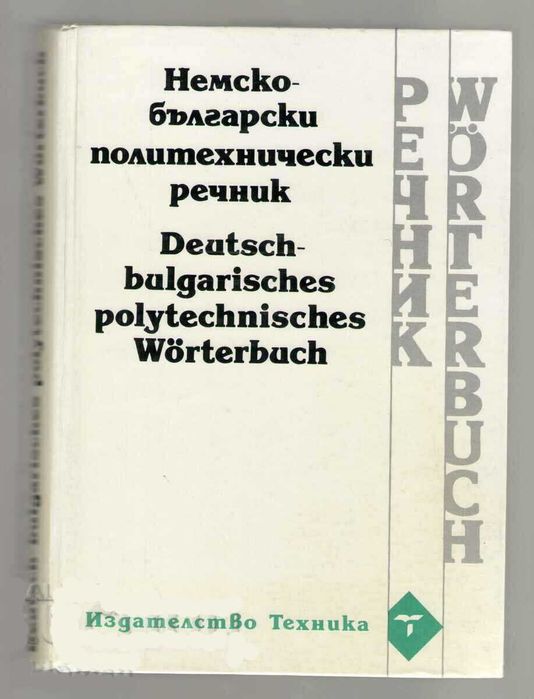 Немско-
български
политехнически
речник
Deutsch-
bulgarisches
polytechnisches
Wörterbuch
РЕЧНИК
WÖRTERBUCH
Издателство Техника